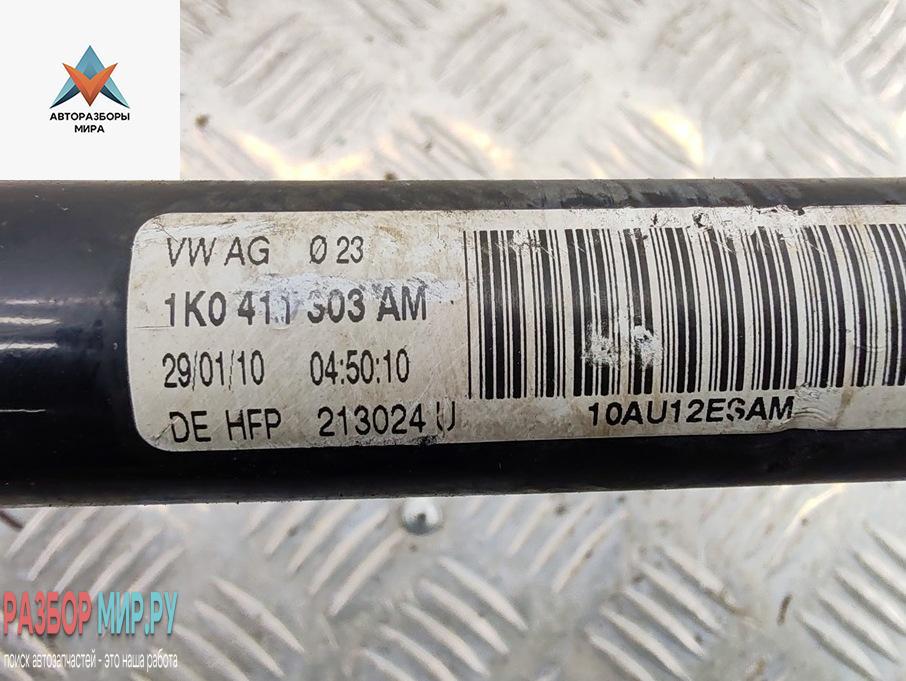 АВТОРАЗБОРЫ
МИРА
VW AG Ø 23
1K0 411 303 AM
29/01/10 04:50:10
DE HFP 213024 U
10AU12ESAM
РАЗБОР МИР.РУ
поиск автозапчастей - это наша работа